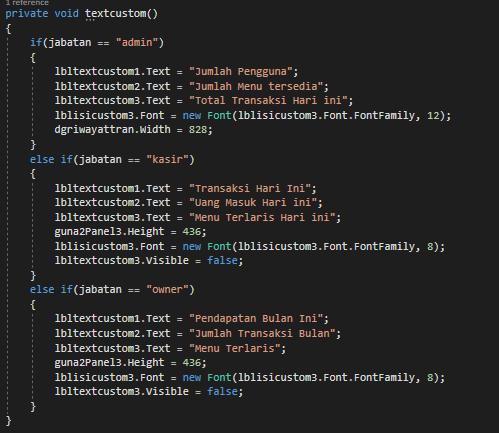 1 reference
private void textcustom()
{
    if(jabatan == "admin")
    {
        lbltextcustom1.Text = "Jumlah Pengguna";
        lbltextcustom2.Text = "Jumlah Menu tersedia";
        lbltextcustom3.Text = "Total Transaksi Hari ini";
        lblisicustom3.Font = new Font(lblisicustom3.Font.FontFamily, 12);
        dgriwayattran.Width = 828;
    }
    else if(jabatan == "kasir")
    {
        lbltextcustom1.Text = "Transaksi Hari Ini";
        lbltextcustom2.Text = "Uang Masuk Hari ini";
        lbltextcustom3.Text = "Menu Terlaris Hari ini";
        guna2Panel3.Height = 436;
        lblisicustom3.Font = new Font(lblisicustom3.Font.FontFamily, 8);
        lbltextcustom3.Visible = false;
    }
    else if(jabatan == "owner")
    {
        lbltextcustom1.Text = "Pendapatan Bulan Ini";
        lbltextcustom2.Text = "Jumlah Transaksi Bulan";
        lbltextcustom3.Text = "Menu Terlaris";
        guna2Panel3.Height = 436;
        lblisicustom3.Font = new Font(lblisicustom3.Font.FontFamily, 8);
        lbltextcustom3.Visible = false;
    }
}